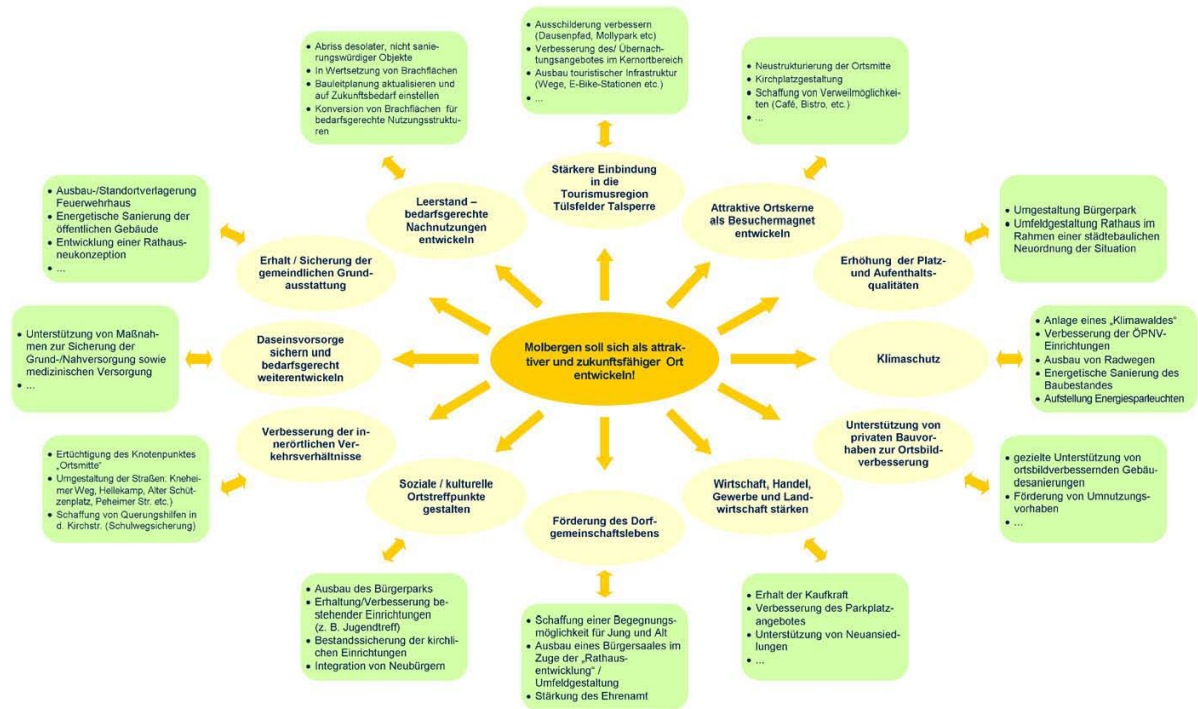 Molbergen soll sich als attrak-
tiver und zukunftsfähiger Ort
entwickeln!
Stärkere Einbindung
in die
Tourismusregion
Tülsfelder Talsperre
• Ausschilderung verbessern
(Dausenpfad, Mollypark etc)
• Verbesserung des/ Übernach-
tungsangebotes im Kernortbereich
• Ausbau touristischer Infrastruktur
(Wege, E-Bike-Stationen etc.)
• ...
Attraktive Ortskerne
als Besuchermagnet
entwickeln
• Neustrukturierung der Ortsmitte
• Kirchplatzgestaltung
• Schaffung von Verweilmöglichkei-
ten (Café, Bistro, etc.)
• ...
Erhöhung der Platz-
und Aufenthalts-
qualitäten
• Umgestaltung Bürgerpark
• Umfeldgestaltung Rathaus im
Rahmen einer städtebaulichen
Neuordnung der Situation
Klimaschutz
• Anlage eines „Klimawaldes“
• Verbesserung der ÖPNV-
Einrichtungen
• Ausbau von Radwegen
• Energetische Sanierung des
Baubestandes
• Aufstellung Energiesparleuchten
Unterstützung von
privaten Bauvor-
haben zur Ortsbild-
verbesserung
• gezielte Unterstützung von
ortsbildverbessernden Gebäu-
desanierungen
• Förderung von Umnutzungs-
vorhaben
• ...
Wirtschaft, Handel,
Gewerbe und Land-
wirtschaft stärken
• Erhalt der Kaufkraft
• Verbesserung des Parkplatz-
angebotes
• Unterstützung von Neuansied-
lungen
• ...
Förderung des Dorf-
gemeinschaftslebens
• Schaffung einer Begegnungs-
möglichkeit für Jung und Alt
• Ausbau eines Bürgersaales im
Zuge der „Rathaus-
entwicklung“ /
Umfeldgestaltung
• Stärkung des Ehrenamt
Soziale / kulturelle
Ortstreffpunkte
gestalten
• Ausbau des Bürgerparks
• Erhaltung/Verbesserung be-
stehender Einrichtungen
(z. B. Jugendtreff)
• Bestandssicherung der kirchli-
chen Einrichtungen
• Integration von Neubürgern
Verbesserung der in-
nerörtlichen Ver-
kehrsverhältnisse
• Ertüchtigung des Knotenpunktes
„Ortsmitte“
• Umgestaltung der Straßen: Knehei-
mer Weg, Hellekamp, Alter Schüt-
zenplatz, Peheimer Str. etc.)
• Schaffung von Querungshilfen in
d. Kirchstr. (Schulwegsicherung)
Daseinsvorsorge
sichern und
bedarfsgerecht
weiterentwickeln
• Unterstützung von Maßnah-
men zur Sicherung der
Grund-/Nahversorgung sowie
medizinischen Versorgung
• ...
Erhalt / Sicherung der
gemeindlichen Grund-
ausstattung
• Ausbau-/Standortverlagerung
Feuerwehrhaus
• Energetische Sanierung der
öffentlichen Gebäude
• Entwicklung einer Rathaus-
neukonzeption
• ...
Leerstand –
bedarfsgerechte
Nachnutzungen
entwickeln
• Abriss desolater, nicht sanie-
rungswürdiger Objekte
• In Wertsetzung von Brachflächen
• Bauleitplanung aktualisieren und
auf Zukunftsbedarf einstellen
• Konversion von Brachflächen für
bedarfsgerechte Nutzungsstruktu-
ren